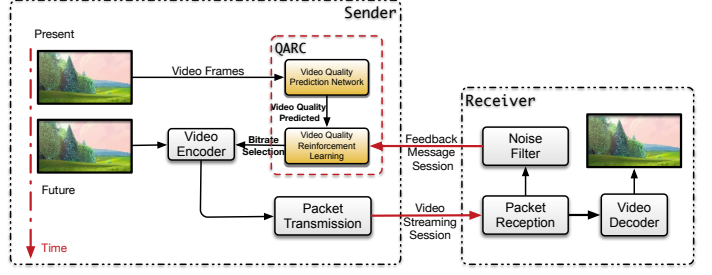 Sender
Present
QARC
Video Frames
Video Quality
Prediction Network
Video Quality
Predicted
Video
Encoder
Bitrate
Selection
Video Quality
Reinforcement
Learning
Future
Packet
Transmission
Time
Feedback
Message
Session
Video
Streaming
Session
Receiver
Noise
Filter
Packet
Reception
Video
Decoder